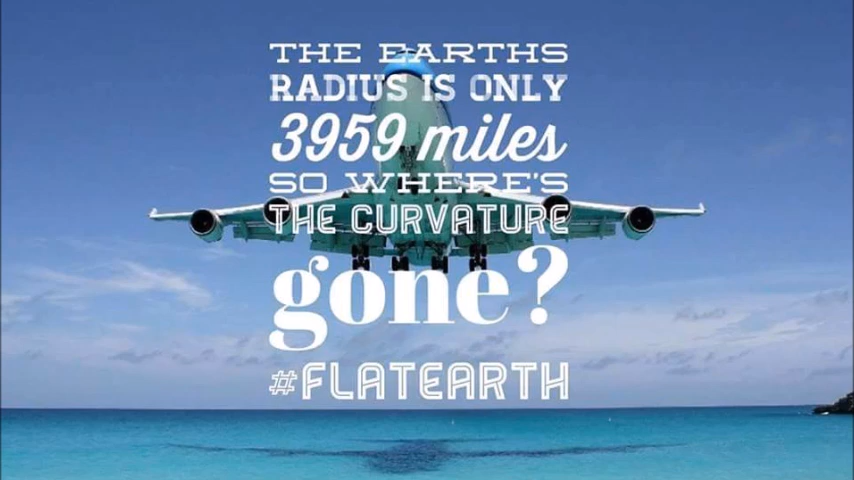 THE EARTHS
RADIUS IS ONLY
3959 miles
SO WHERE'S
THE CURVATURE
gone?
#FLATEARTH